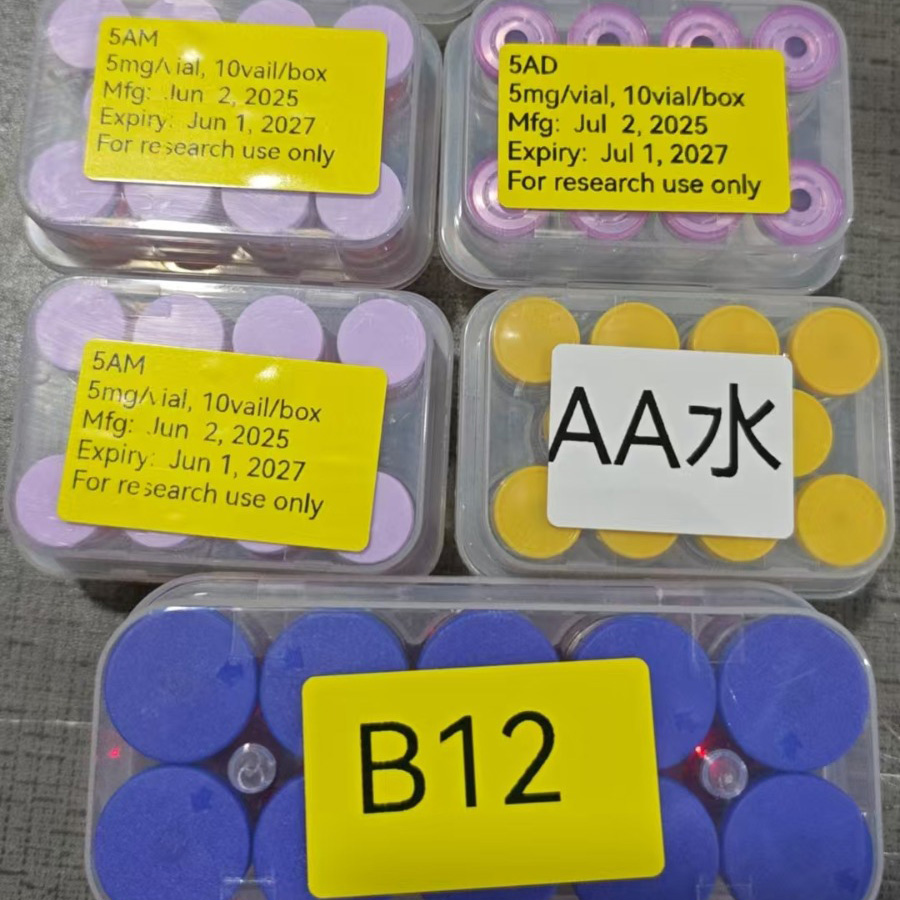 5AM
5mg/vial, 10vail/box
Mfg: Jun 2, 2025
Expiry: Jun 1, 2027
For research use only
5AD
5mg/vial, 10vial/box
Mfg: Jul 2, 2025
Expiry: Jul 1, 2027
For research use only
5AM
5mg/vial, 10vail/box
Mfg: Jun 2, 2025
Expiry: Jun 1, 2027
For research use only
AA水
B12